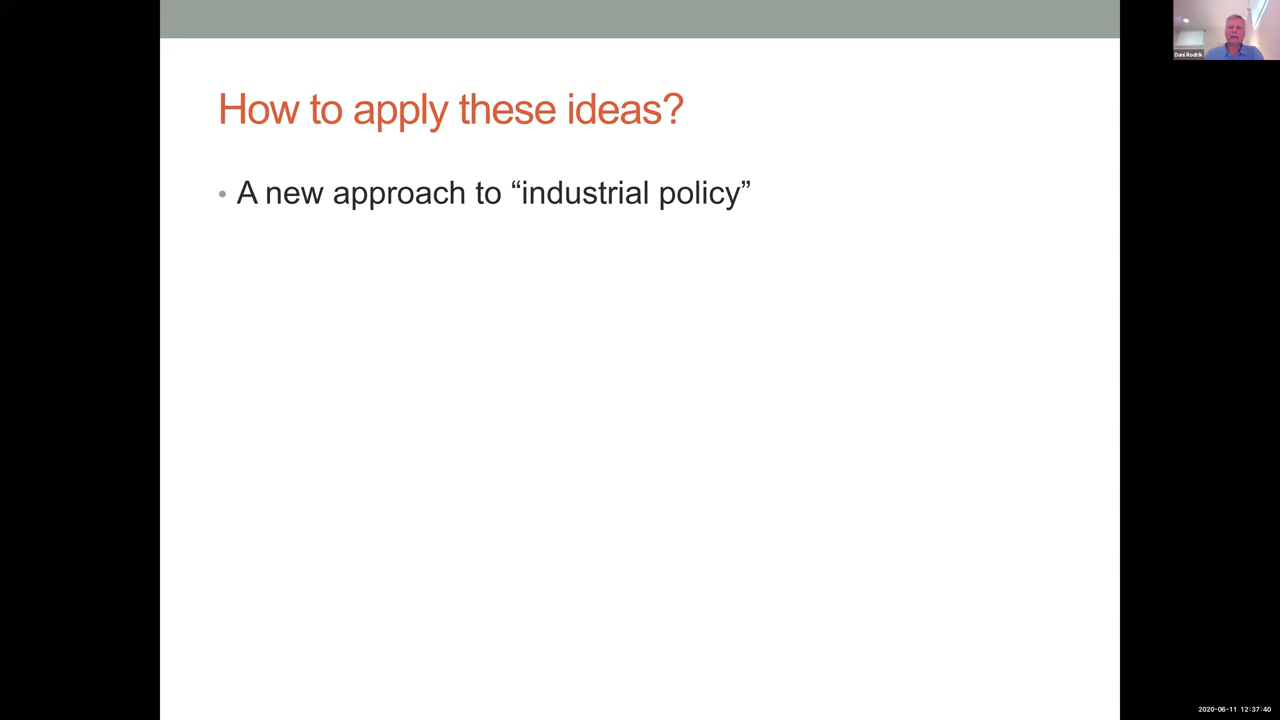 How to apply these ideas?
• A new approach to “industrial policy”
Dani Rodrik
2020-06-11 12:37:40